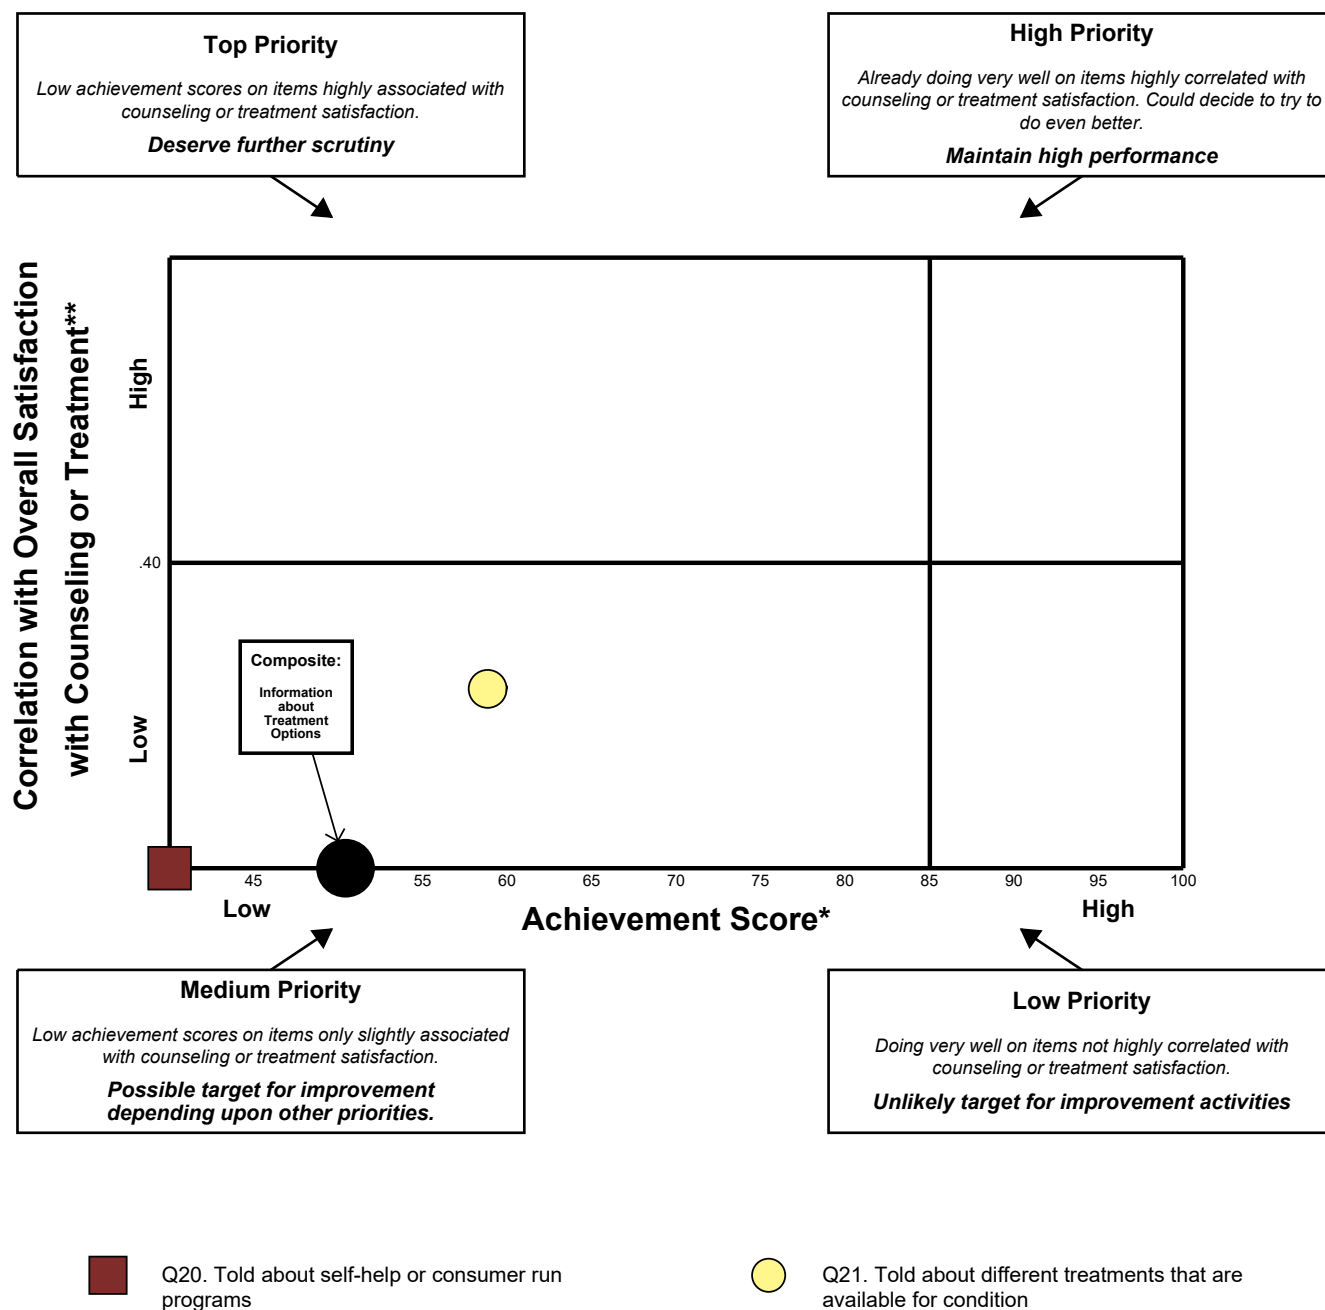 Top Priority
Low achievement scores on items highly associated with
counseling or treatment satisfaction.
Deserve further scrutiny
High Priority
Already doing very well on items highly correlated with
counseling or treatment satisfaction. Could decide to try to
do even better.
Maintain high performance
Correlation with Overall Satisfaction
with Counseling or Treatment**
High
.40
Low
Composite:
Information
about
Treatment
Options
45
55
60
65
70
75
80
85
90
95
100
Low
Achievement Score*
High
Medium Priority
Low achievement scores on items only slightly associated
with counseling or treatment satisfaction.
Possible target for improvement
depending upon other priorities.
Low Priority
Doing very well on items not highly correlated with
counseling or treatment satisfaction.
Unlikely target for improvement activities
Q20. Told about self-help or consumer run
programs
Q21. Told about different treatments that are
available for condition